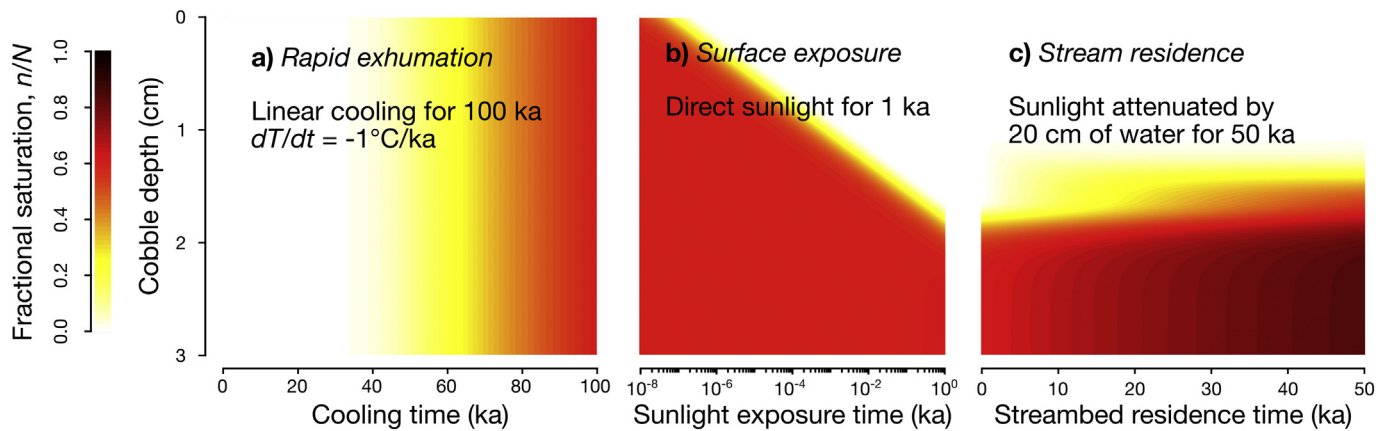 Fractional saturation, n/N
0.0 0.2 0.4 0.6 0.8 1.0
Cobble depth (cm)
0
1
2
3
a) Rapid exhumation
Linear cooling for 100 ka
dT/dt = -1°C/ka
0 20 40 60 80 100
Cooling time (ka)
b) Surface exposure
Direct sunlight for 1 ka
10⁻⁸ 10⁻⁶ 10⁻⁴ 10⁻² 10⁰
Sunlight exposure time (ka)
c) Stream residence
Sunlight attenuated by
20 cm of water for 50 ka
0 10 20 30 40 50
Streambed residence time (ka)